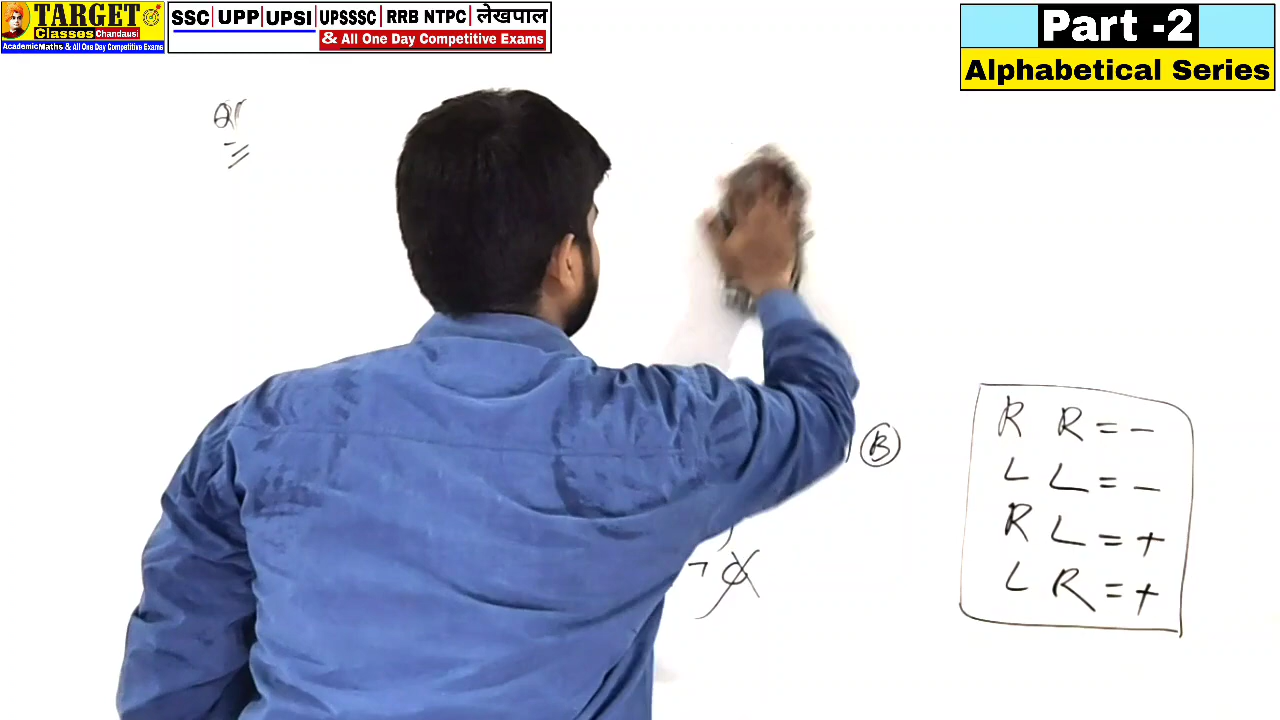 TARGET
Classes Chandausi
Academic Maths & All One Day Competitive Exams
SSC | UPP | UPSI | UPSSSC | RRB NTPC | लेखपाल
& All One Day Competitive Exams
Part -2
Alphabetical Series
B
R R = -
L L = -
R L = +
L R = +